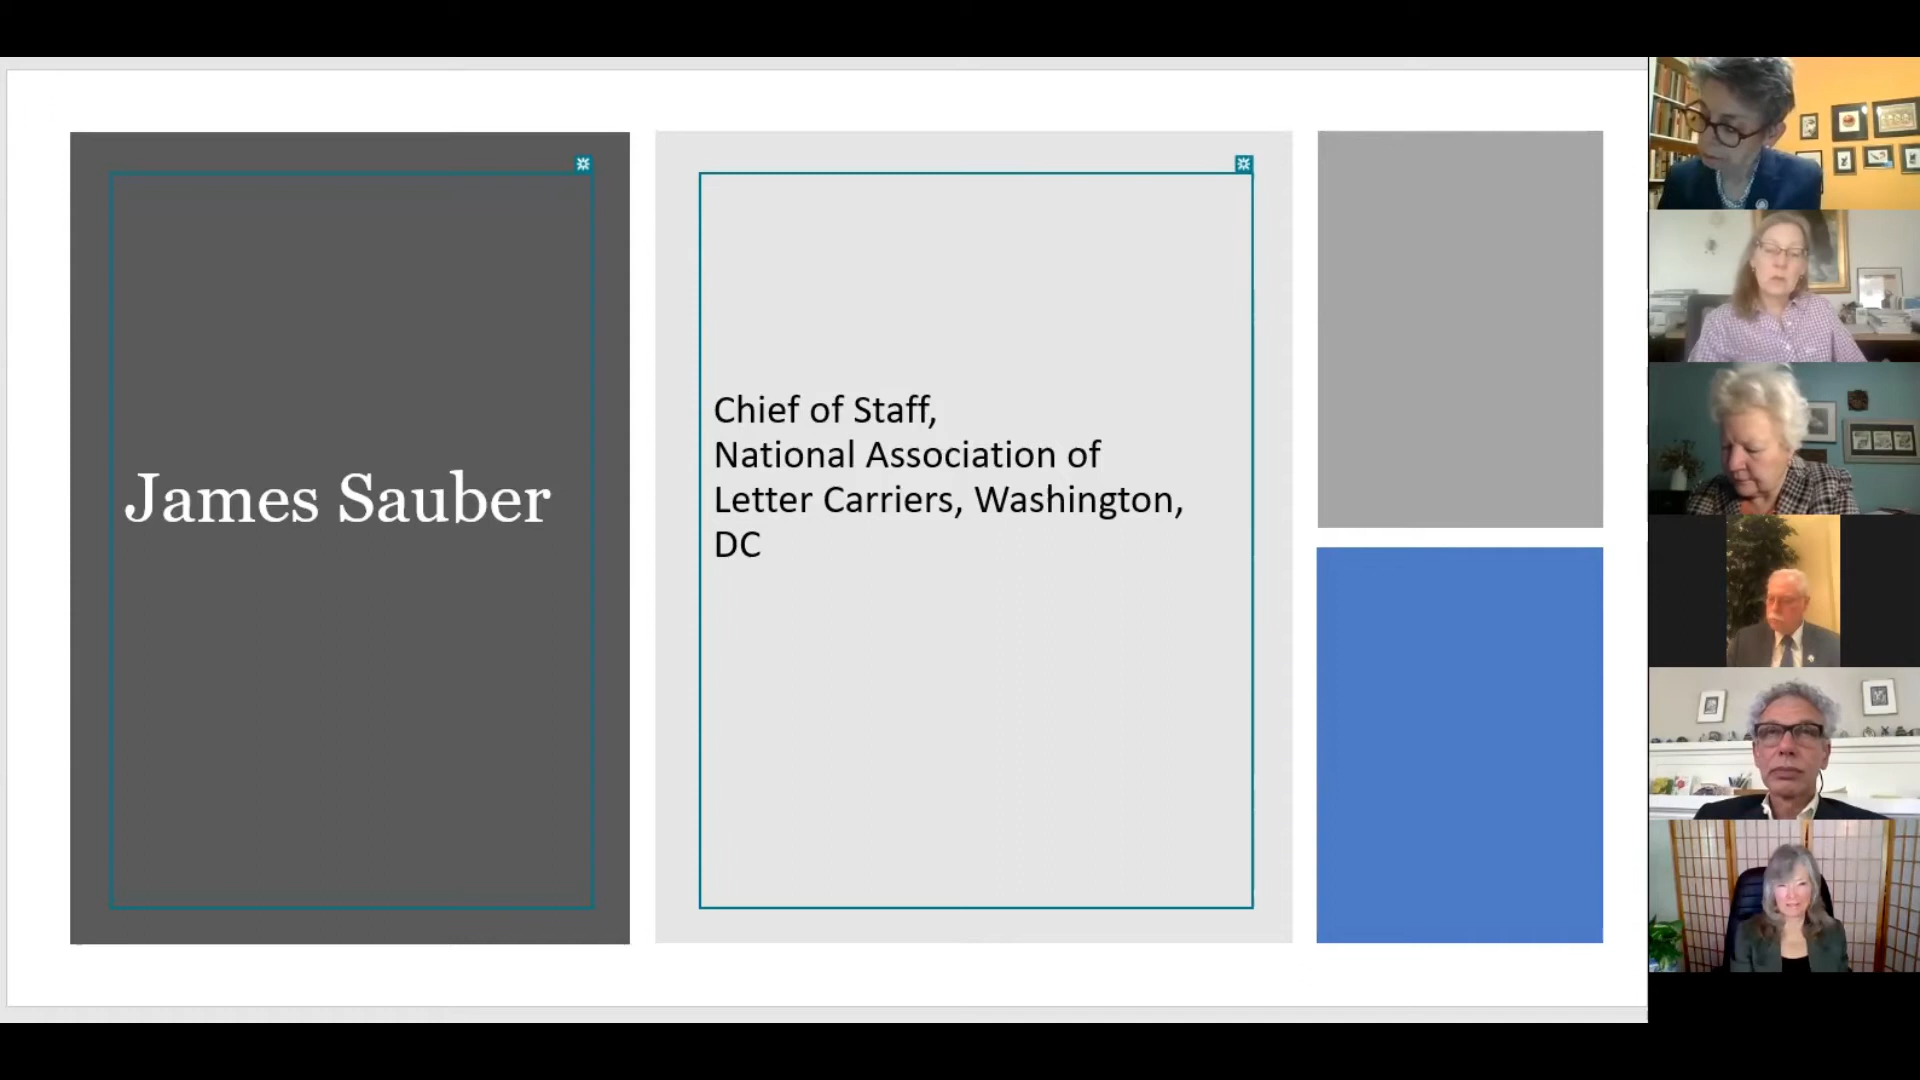 James Sauber
Chief of Staff,
National Association of
Letter Carriers, Washington,
DC